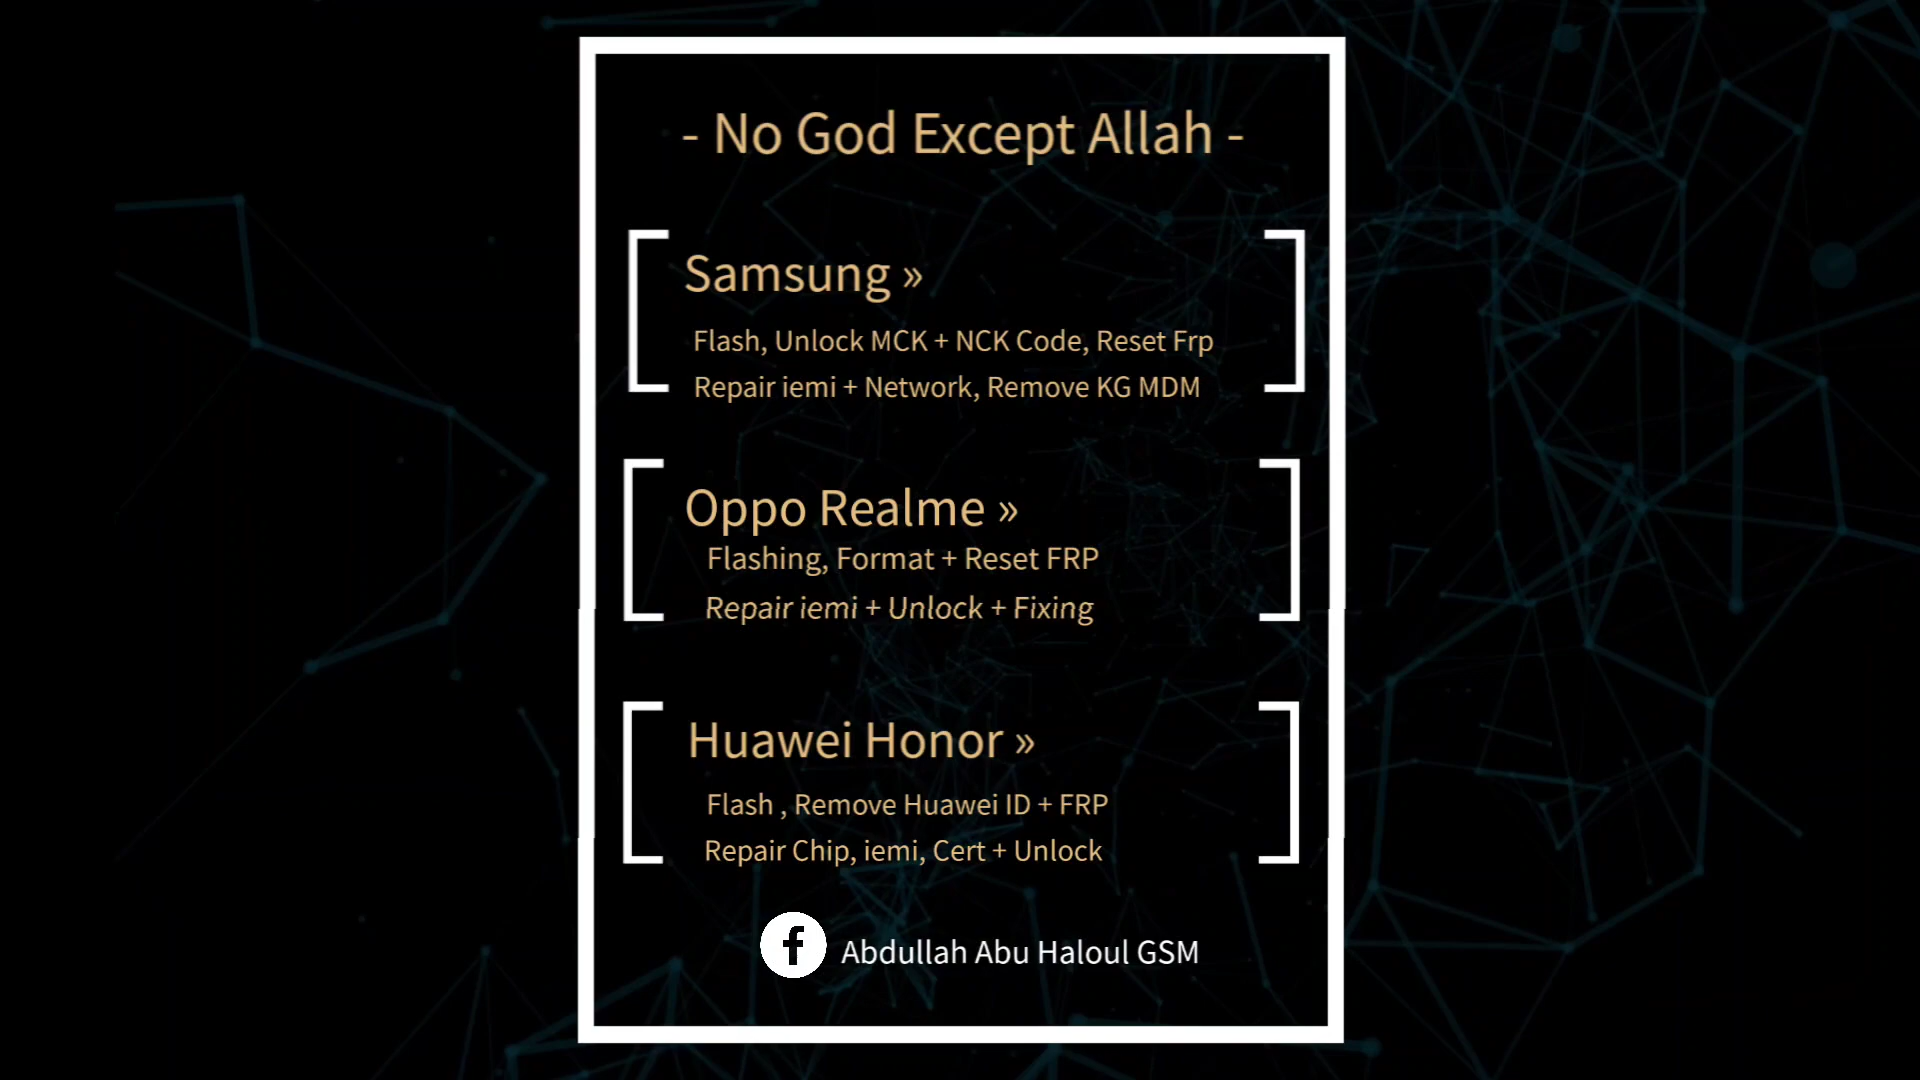 - No God Except Allah -
Samsung »
Flash, Unlock MCK + NCK Code, Reset Frp
Repair iemi + Network, Remove KG MDM
Oppo Realme »
Flashing, Format + Reset FRP
Repair iemi + Unlock + Fixing
Huawei Honor »
Flash , Remove Huawei ID + FRP
Repair Chip, iemi, Cert + Unlock
Abdullah Abu Haloul GSM